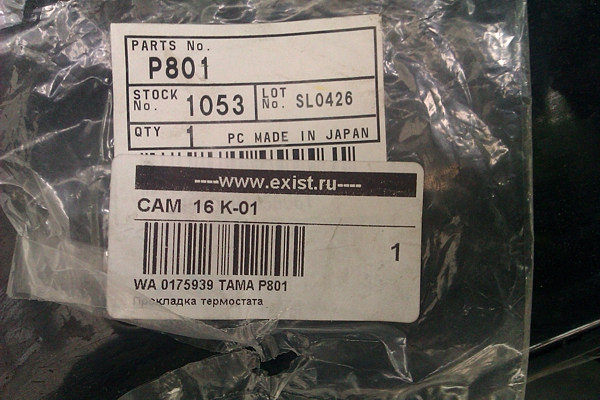 PARTS No.
P801
STOCK No. 1053 LOT No. SL0426
QTY 1 PC MADE IN JAPAN
----www.exist.ru----
САМ 16 К-01
1
WA 0175939 TAMA P801
Прокладка термостата